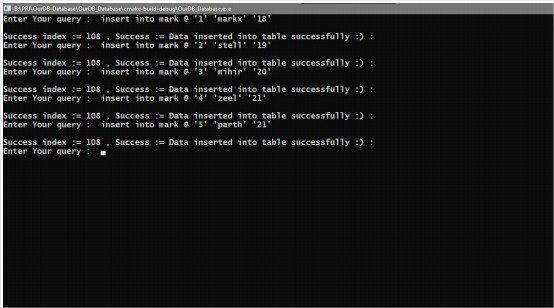 B:\PU\OurDB-Database\OurDB_Database\cmake-build-debug\OurDB_Database.exe
Enter Your query :  insert into mark @ '1' 'markx' '18'
Success index := 108 , Success := Data inserted into table successfully :) :
Enter Your query :  insert into mark @ '2' 'stell' '19'
Success index := 108 , Success := Data inserted into table successfully :) :
Enter Your query :  insert into mark @ '3' 'mihir' '20'
Success index := 108 , Success := Data inserted into table successfully :) :
Enter Your query :  insert into mark @ '4' 'zeel' '21'
Success index := 108 , Success := Data inserted into table successfully :) :
Enter Your query :  insert into mark @ '5' 'parth' '21'
Success index := 108 , Success := Data inserted into table successfully :) :
Enter Your query :